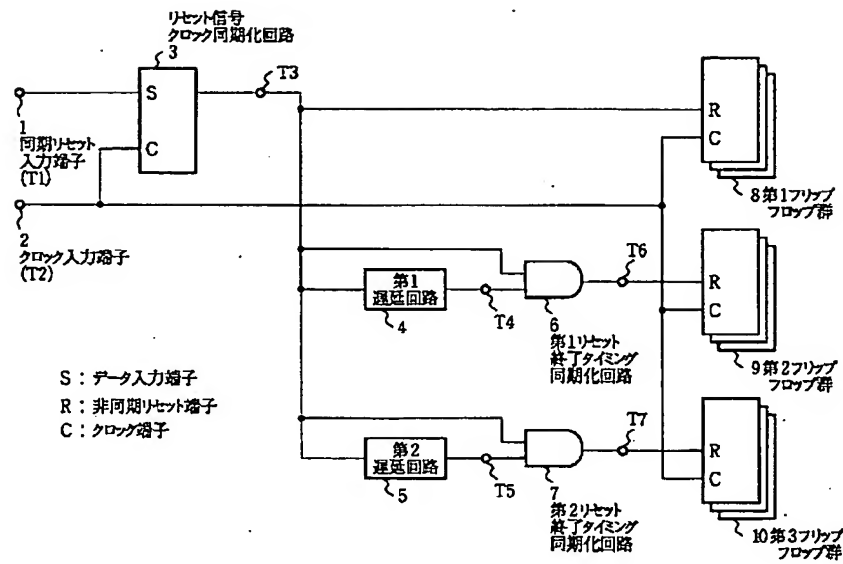 リセット信号
クロック同期化回路
3
T3
S
C
R
C
1
同期リセット
入力端子
(T1)
8第1フリップ
フロップ群
2
クロック入力端子
(T2)
第1
遅延回路
4
T4
T6
6
第1リセット
終了タイミング
同期化回路
R
C
9第2フリップ
フロップ群
S：データ入力端子
R：非同期リセット端子
C：クロック端子
第2
遅延回路
5
T5
T7
7
第2リセット
終了タイミング
同期化回路
R
C
10第3フリップ
フロップ群